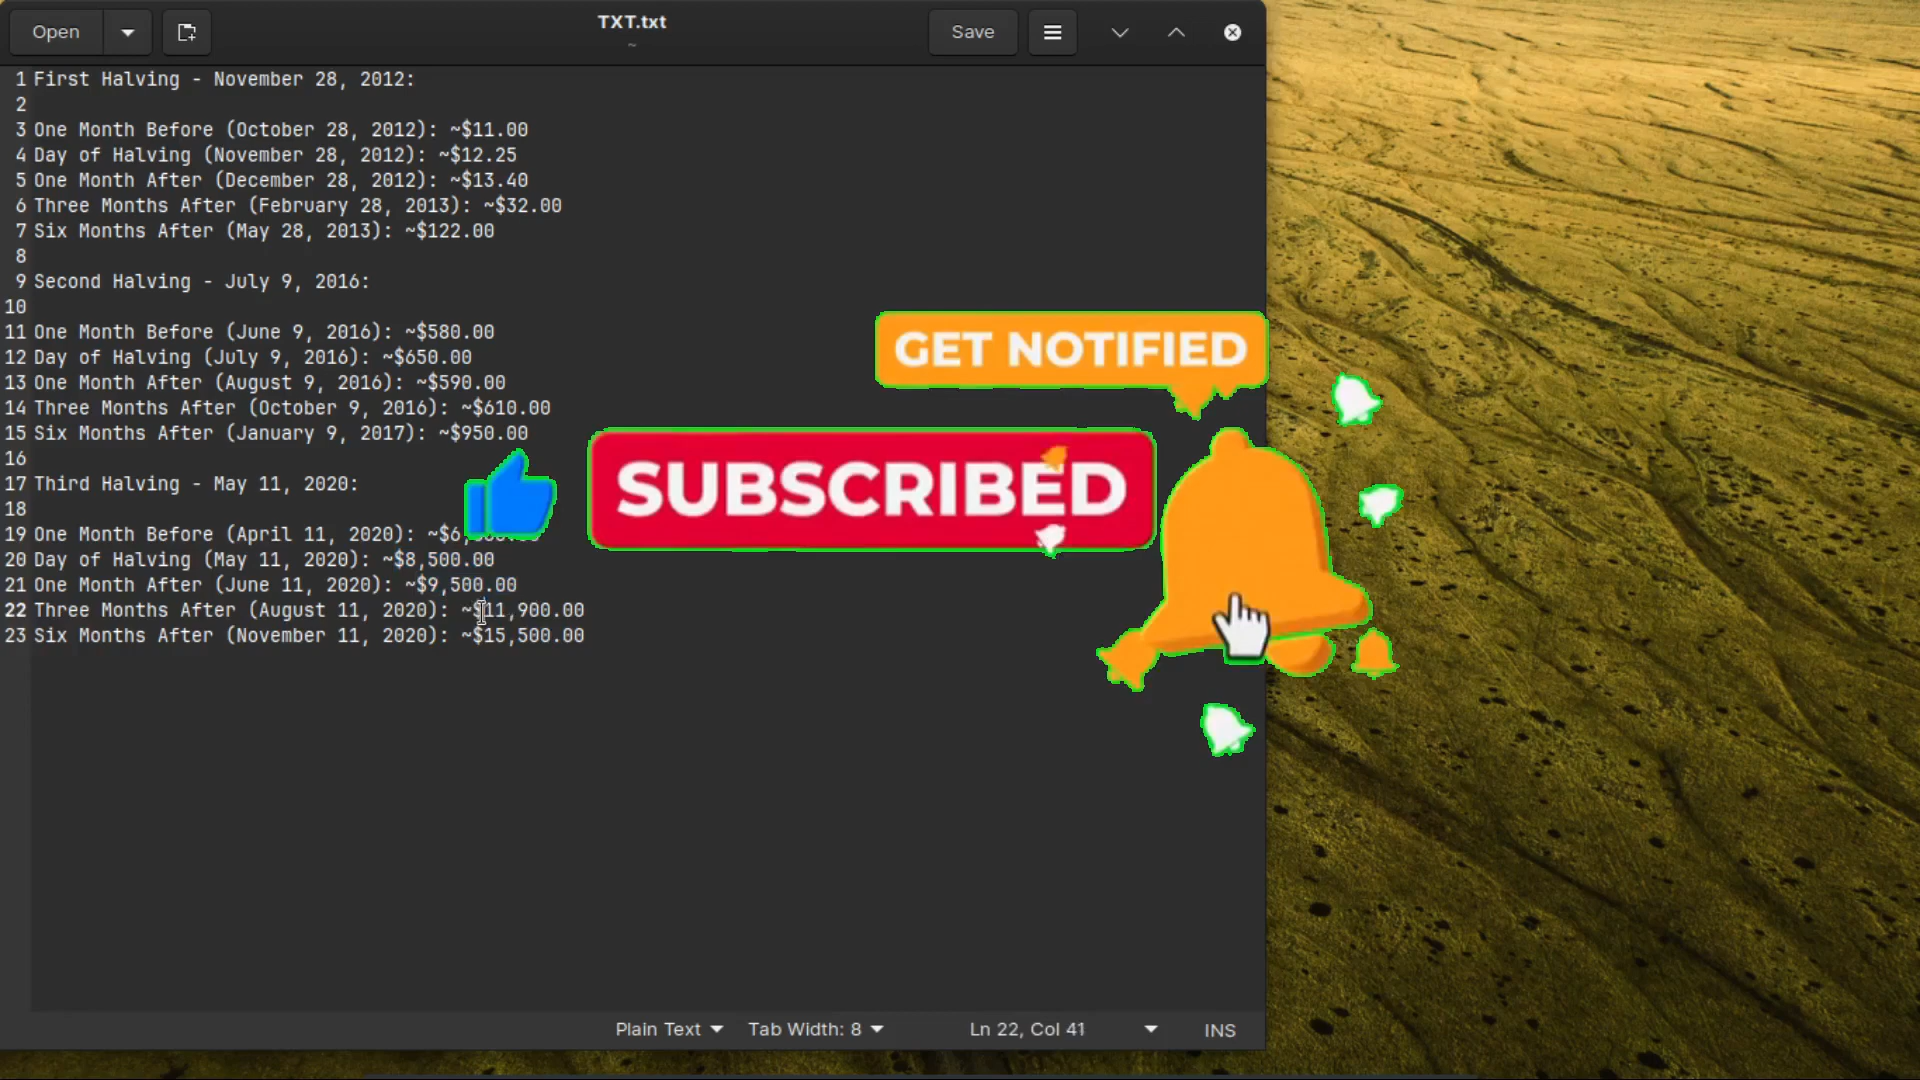 Open
TXT.txt
~
Save
1 First Halving - November 28, 2012:
2
3 One Month Before (October 28, 2012): ~$11.00
4 Day of Halving (November 28, 2012): ~$12.25
5 One Month After (December 28, 2012): ~$13.40
6 Three Months After (February 28, 2013): ~$32.00
7 Six Months After (May 28, 2013): ~$122.00
8
9 Second Halving - July 9, 2016:
10
11 One Month Before (June 9, 2016): ~$580.00
12 Day of Halving (July 9, 2016): ~$650.00
13 One Month After (August 9, 2016): ~$590.00
14 Three Months After (October 9, 2016): ~$610.00
15 Six Months After (January 9, 2017): ~$950.00
16
17 Third Halving - May 11, 2020:
18
19 One Month Before (April 11, 2020):
20 Day of Halving (May 11, 2020): ~$8,500.00
21 One Month After (June 11, 2020): ~$9,500.00
22 Three Months After (August 11, 2020): ~$11,900.00
23 Six Months After (November 11, 2020): ~$15,500.00
GET NOTIFIED
SUBSCRIBED
Plain Text Tab Width: 8 Ln 22, Col 41 INS